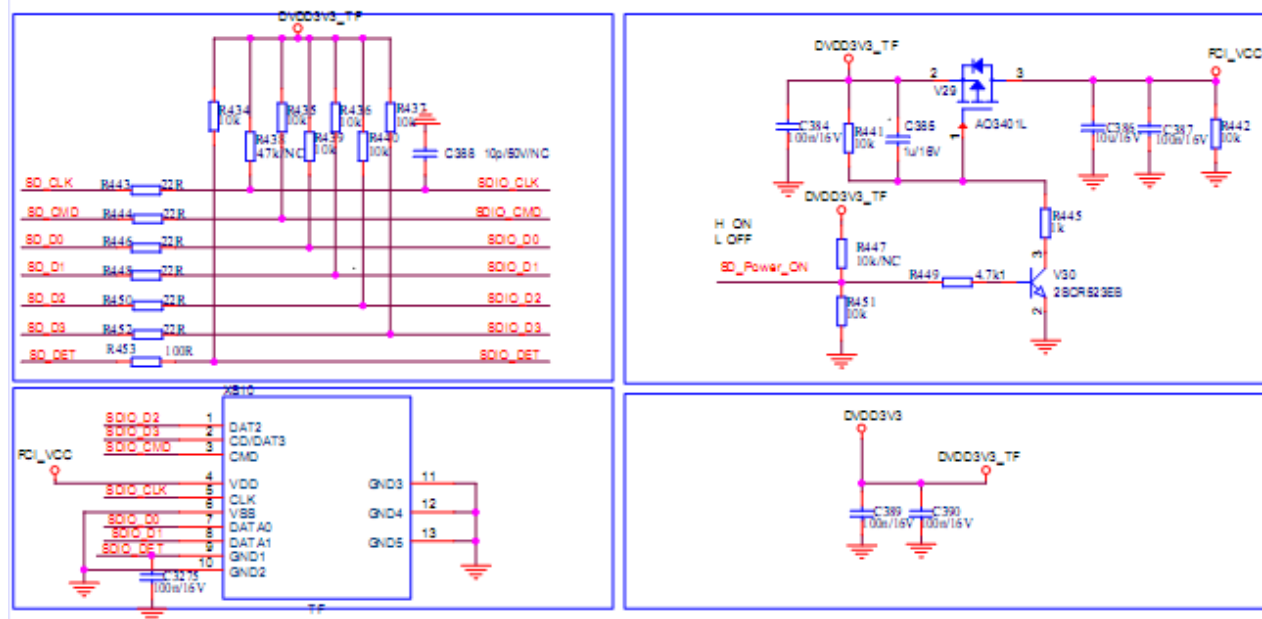 DVDD3V3_TF
R434
10k
R435
10k
R436
10k
R437
10k
R438
47k/NC
R439
10k
R440
10k
C388 10p/50V/NC
SD_CLK R443 22R SDIO_CLK
SD_CMD R444 22R SDIO_CMD
SD_D0 R446 22R SDIO_D0
SD_D1 R448 22R SDIO_D1
SD_D2 R450 22R SDIO_D2
SD_D3 R452 22R SDIO_D3
SD_DET R453 100R SDIO_DET
DVDD3V3_TF
FCI_VCC
2
3
V29
AO3401L
1
C384
100n/16V
R441
10k
C385
1u/16V
C386
10u/16V
C387
100n/16V
R442
10k
DVDD3V3_TF
R445
1k
H ON
L OFF
R447
10k/NC
SD_Power_ON
R449 4.7k1
3
V30
2SCR523EB
1
2
R451
10k
XS10
SDIO_D2 1 DAT2
SDIO_D3 2 CD/DAT3
SDIO_CMD 3 CMD
FCI_VCC
4 VDD
SDIO_CLK 5 CLK
6 VSS
SDIO_D0 7 DATA0
SDIO_D1 8 DATA1
SDIO_DET 9 GND1
10 GND2
GND3 11
GND4 12
GND5 13
C3275
100n/16V
TF
DVDD3V3
DVDD3V3_TF
C389
100n/16V
C390
100n/16V